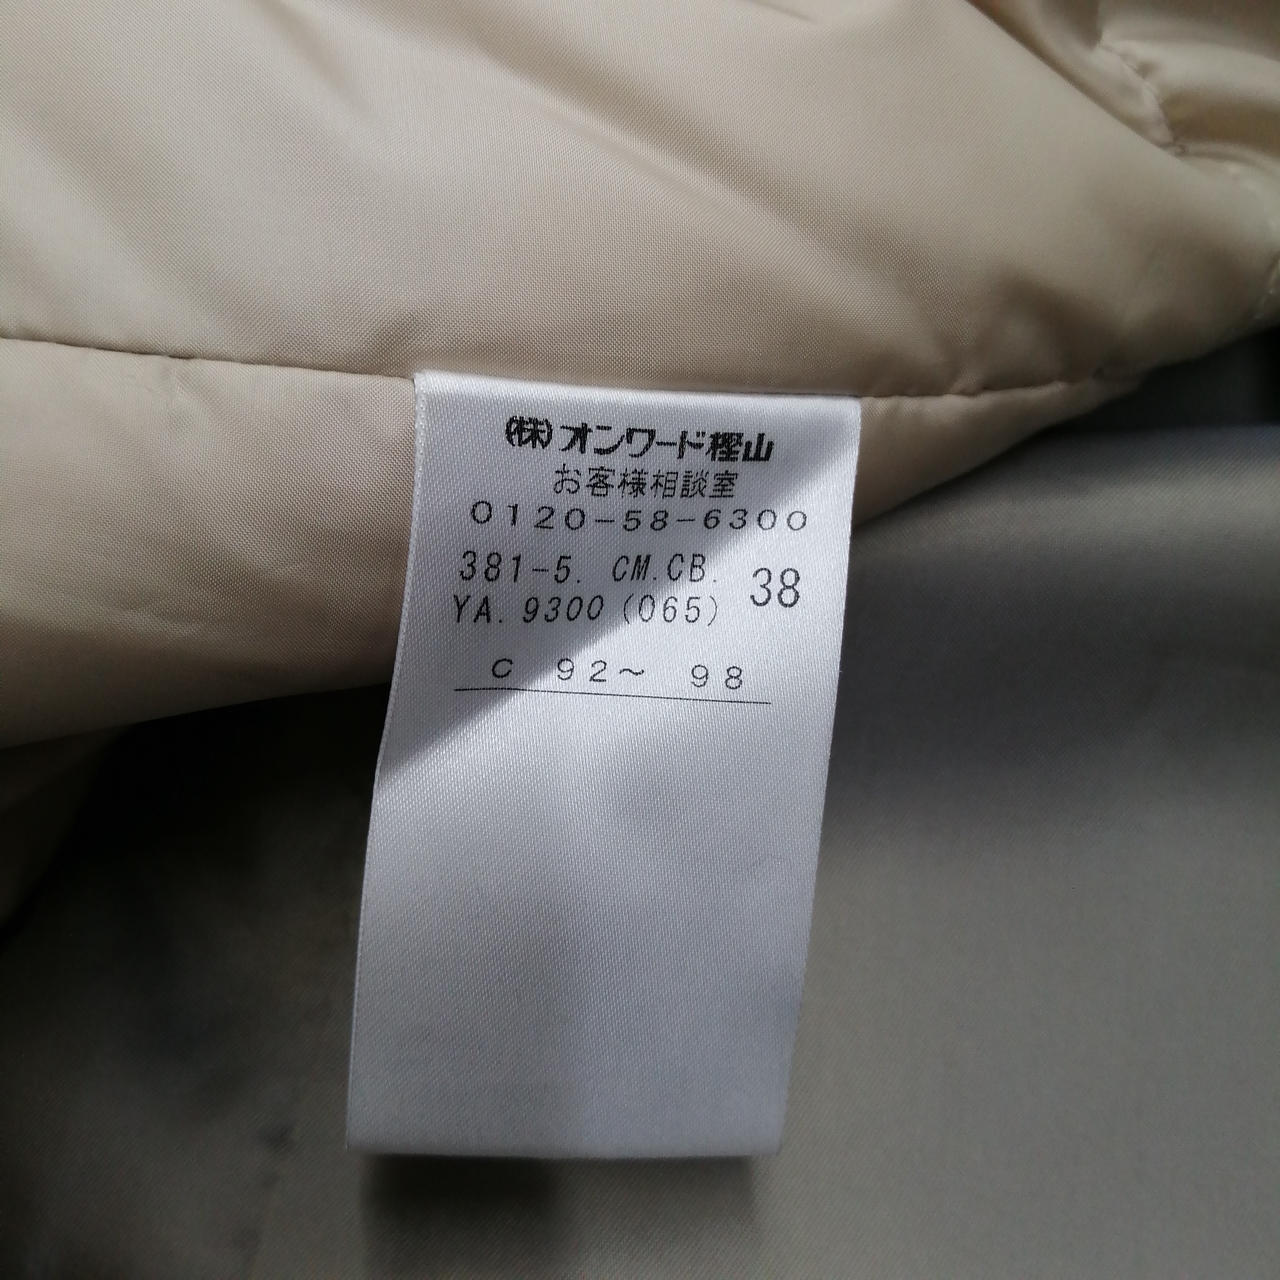 (株)オンワード樫山
お客様相談室
0120-58-6300
381-5. CM.CB. 38
YA. 9300 (065)
C 92～ 98